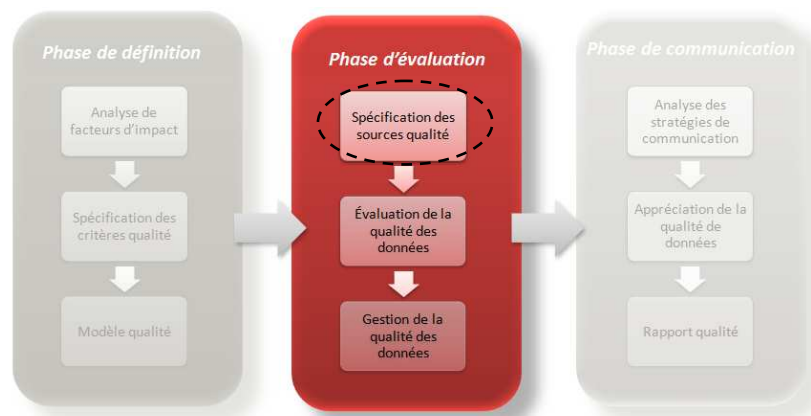 Phase de définition
Analyse de
facteurs d'impact
Spécification des
critères qualité
Modèle qualité
Phase d'évaluation
Spécification des
sources qualité
Évaluation de la
qualité des
données
Gestion de la
qualité des
données
Phase de communication
Analyse des
stratégies de
communication
Appréciation de la
qualité de
données
Rapport qualité